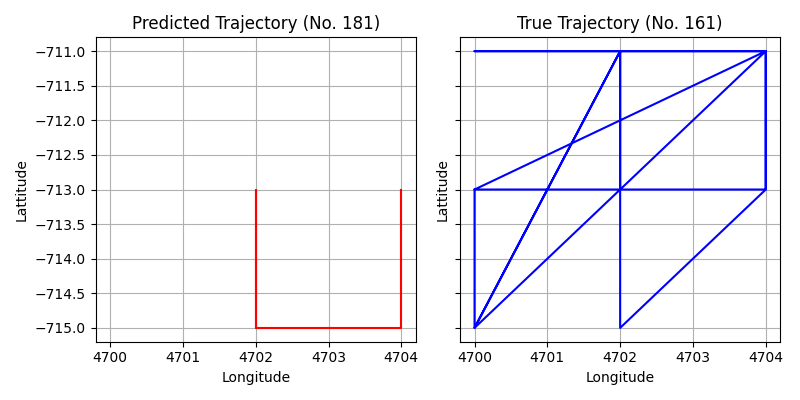 Predicted Trajectory (No. 181)
True Trajectory (No. 161)
−711.0
−711.5
−712.0
−712.5
−713.0
−713.5
−714.0
−714.5
−715.0
Lattitude
Lattitude
4700 4701 4702 4703 4704
4700 4701 4702 4703 4704
Longitude
Longitude